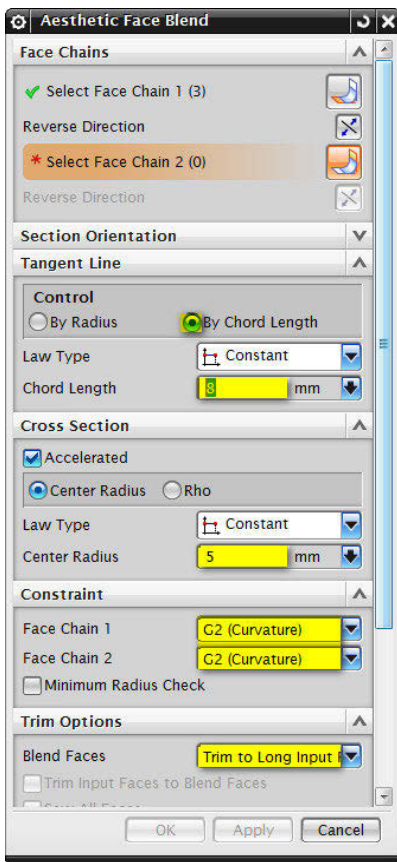 Aesthetic Face Blend
Face Chains
Select Face Chain 1 (3)
Reverse Direction
* Select Face Chain 2 (0)
Reverse Direction
Section Orientation
Tangent Line
Control
By Radius By Chord Length
Law Type Constant
Chord Length 8 mm
Cross Section
Accelerated
Center Radius Rho
Law Type Constant
Center Radius 5 mm
Constraint
Face Chain 1 G2 (Curvature)
Face Chain 2 G2 (Curvature)
Minimum Radius Check
Trim Options
Blend Faces Trim to Long Input
Trim Input Faces to Blend Faces
OK Apply Cancel